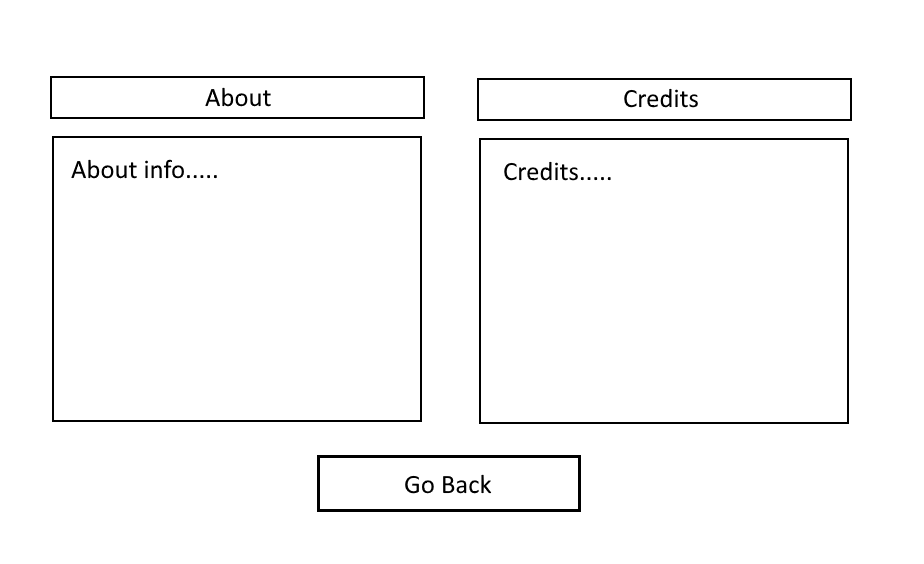 About
About info.....
Credits
Credits.....
Go Back